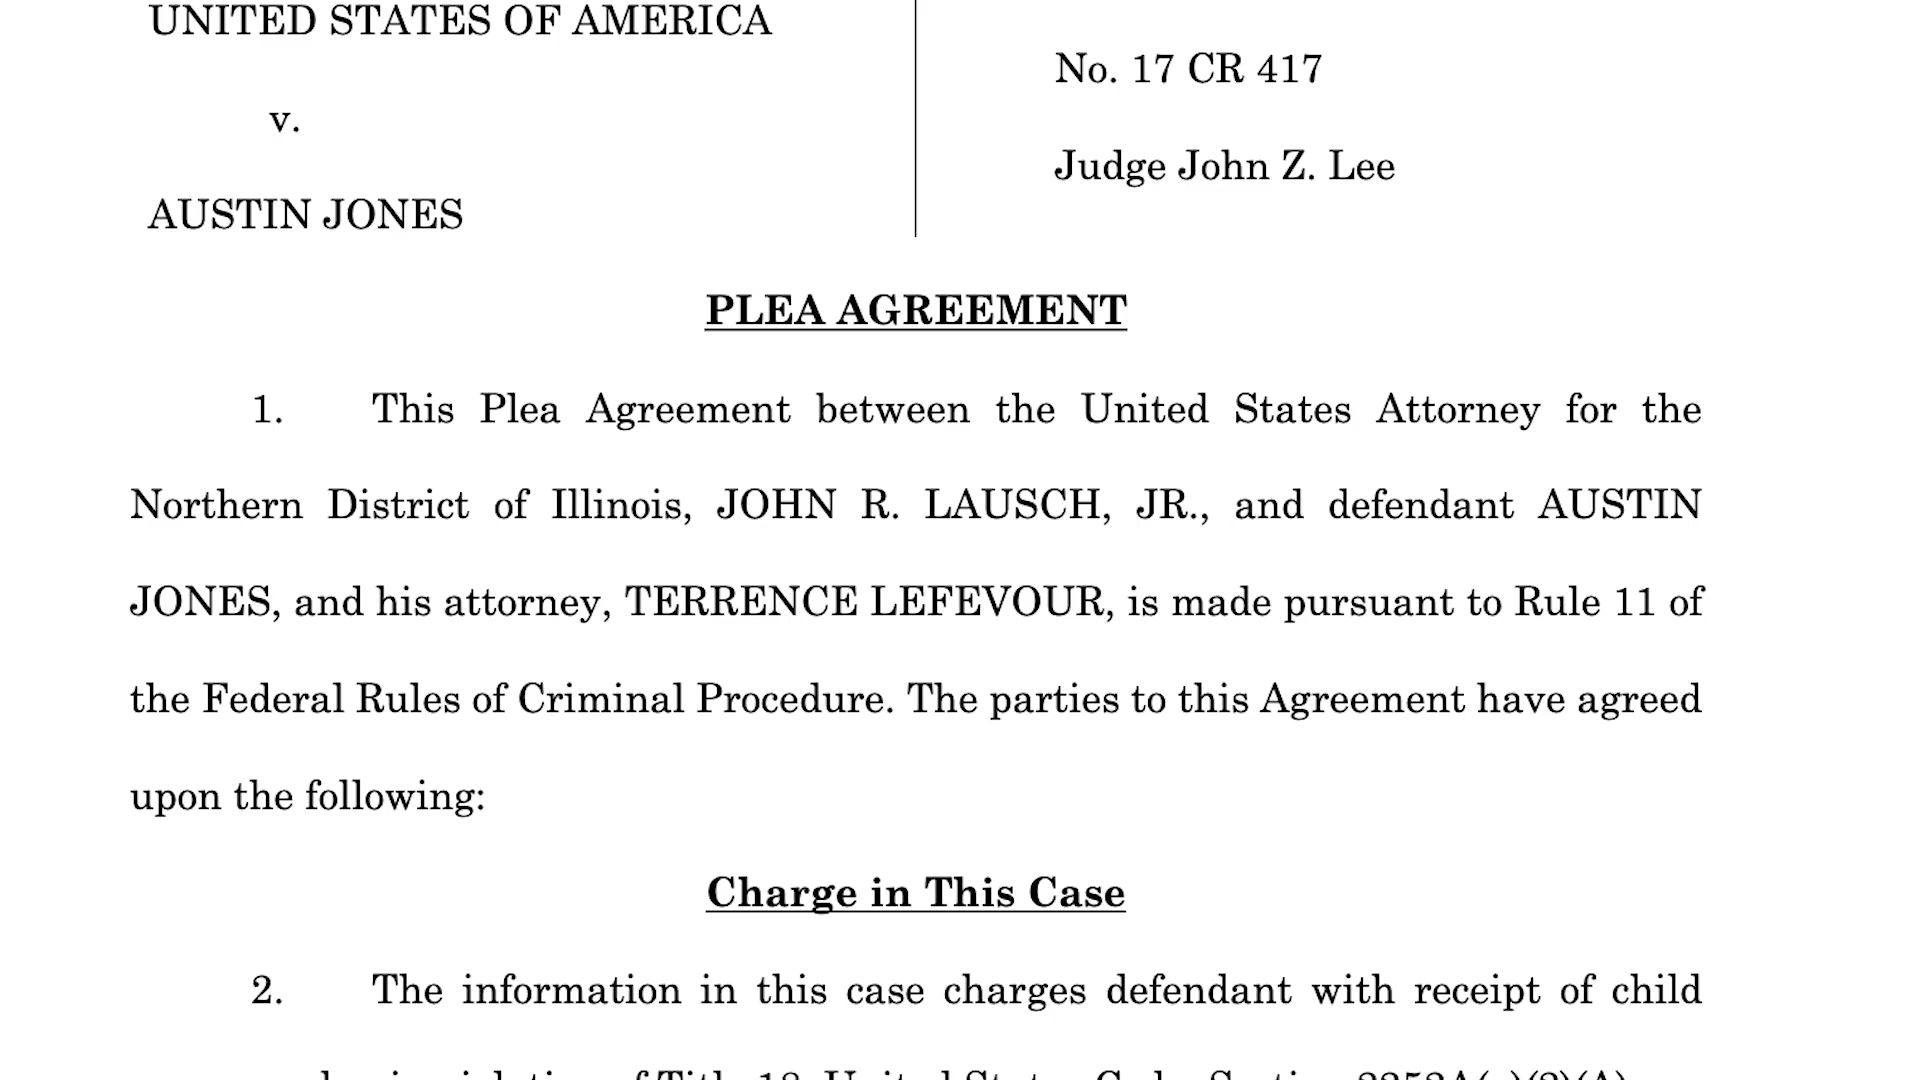 UNITED STATES OF AMERICA
v.
AUSTIN JONES
No. 17 CR 417
Judge John Z. Lee
PLEA AGREEMENT
1. This Plea Agreement between the United States Attorney for the
Northern District of Illinois, JOHN R. LAUSCH, JR., and defendant AUSTIN
JONES, and his attorney, TERRENCE LEFEVOUR, is made pursuant to Rule 11 of
the Federal Rules of Criminal Procedure. The parties to this Agreement have agreed
upon the following:
Charge in This Case
2. The information in this case charges defendant with receipt of child